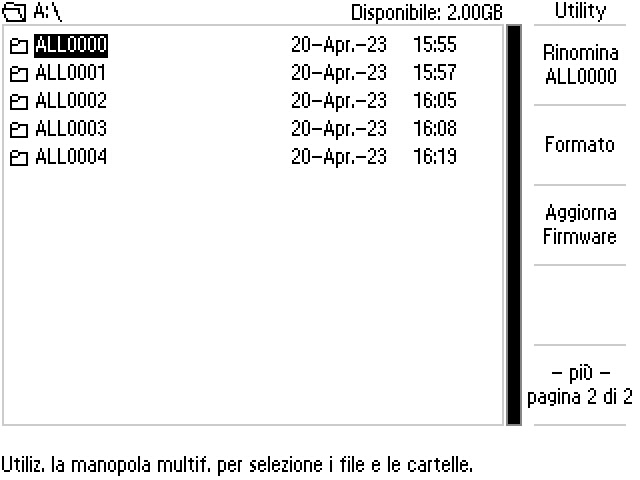 A:\ Disponibile: 2.00GB Utility
ALL0000 20-Apr.-23 15:55
ALL0001 20-Apr.-23 15:57
ALL0002 20-Apr.-23 16:05
ALL0003 20-Apr.-23 16:08
ALL0004 20-Apr.-23 16:19
Rinomina
ALL0000
Formato
Aggiorna
Firmware
- più -
pagina 2 di 2
Utiliz. la manopola multif. per selezione i file e le cartelle.